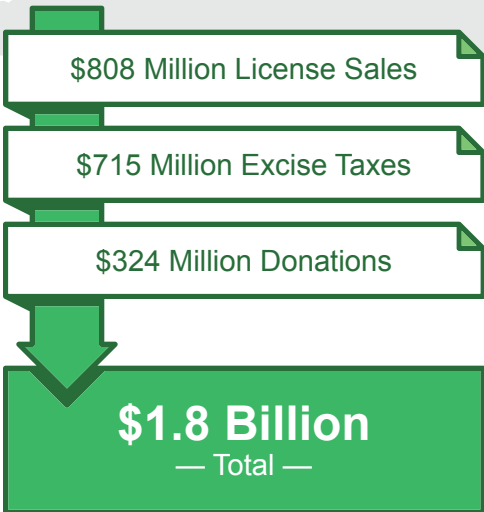 $808 Million License Sales
$715 Million Excise Taxes
$324 Million Donations
$1.8 Billion
— Total —